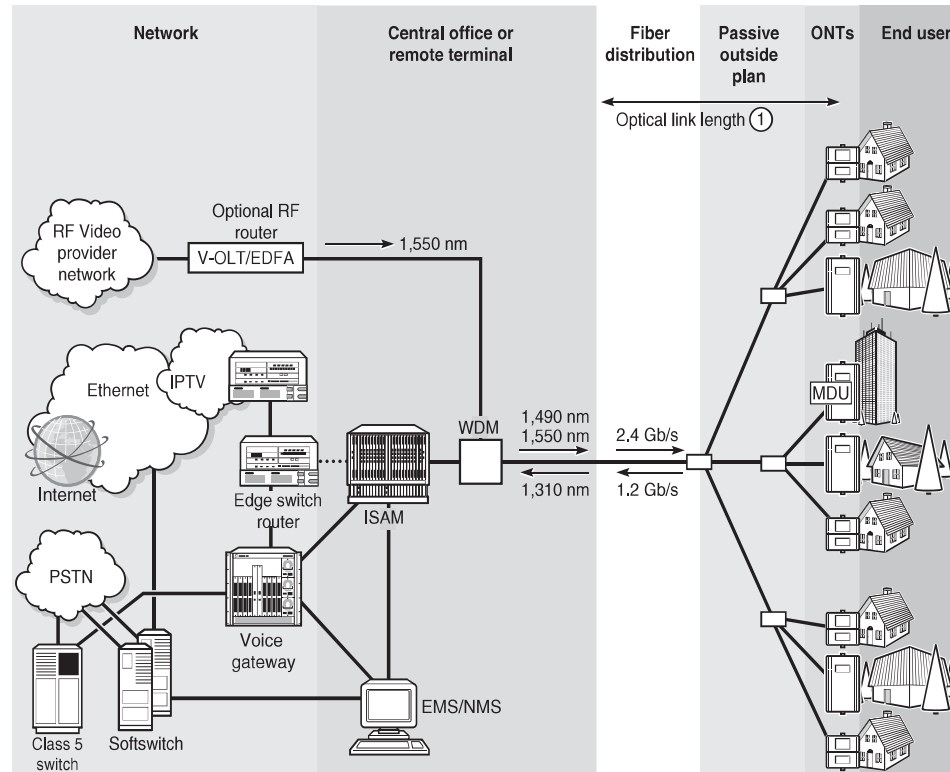 Network
Central office or
remote terminal
Fiber
distribution
Passive
outside
plan
ONTs
End user
Optical link length 1
Optional RF
router
RF Video
provider
network
V-OLT/EDFA
1,550 nm
Ethernet
IPTV
Internet
Edge switch
router
ISAM
WDM
1,490 nm
1,550 nm
1,310 nm
2.4 Gb/s
1.2 Gb/s
MDU
PSTN
Voice
gateway
EMS/NMS
Class 5
switch
Softswitch